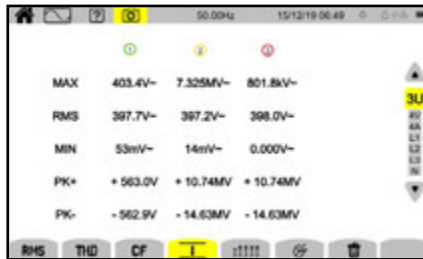 ? 50.00Hz 15/12/19 06:49
1 2 3
MAX 403.4V~ 7.325MV~ 801.8kV~
3U
RMS 397.7V~ 397.2V~ 398.0V~
4V
4A
L1
MIN 53mV~ 14mV~ 0.000V~
L2
L3
N
PK+ + 563.0V + 10.74MV + 10.74MV
PK- - 562.9V - 14.63MV - 14.63MV
RMS THD CF